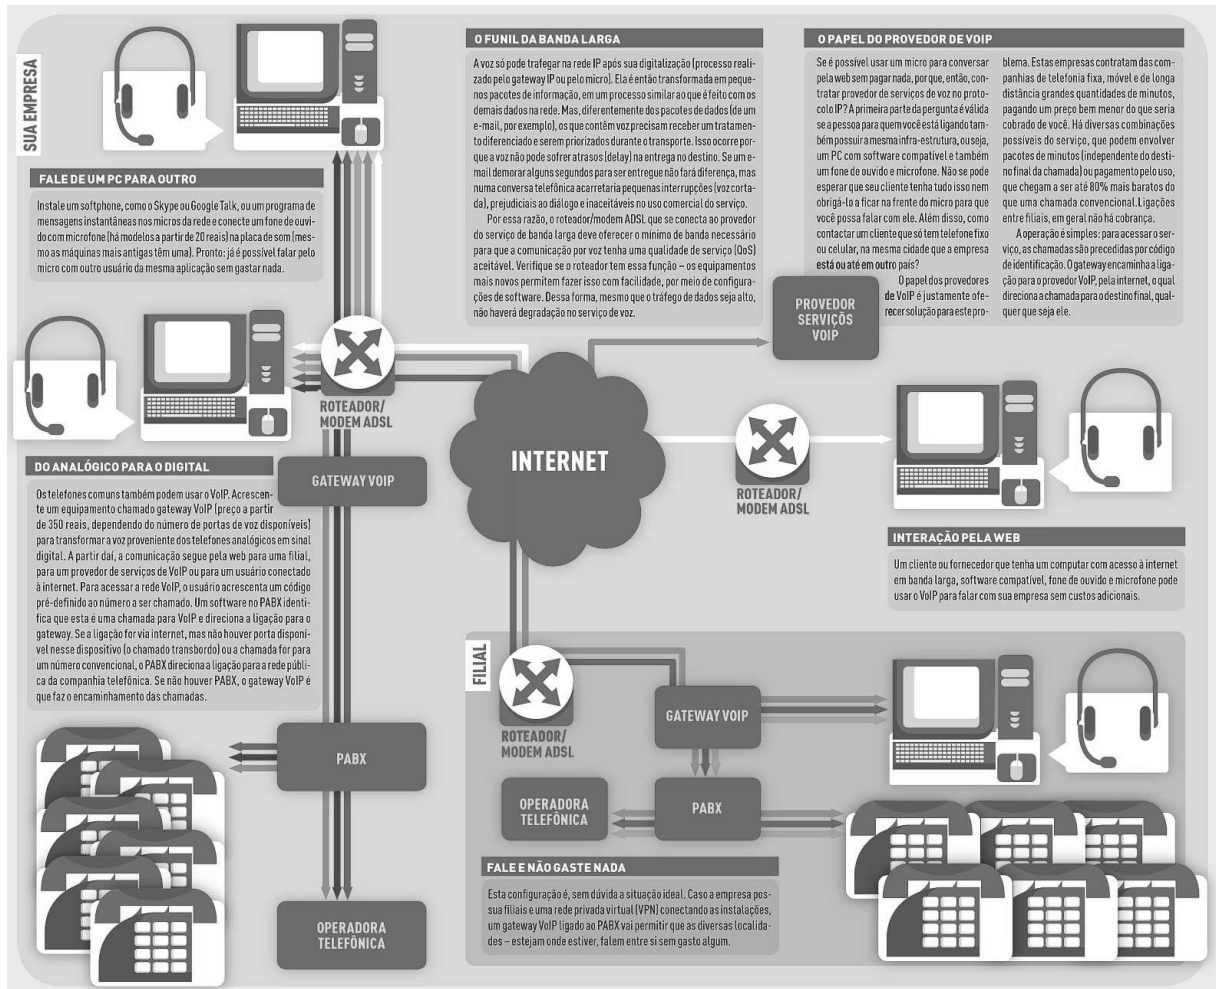 SUA EMPRESA
FALE DE UM PC PARA OUTRO
Instale um softphone, como o Skype ou Google Talk, ou um programa de
mensagens instantâneas nos micros da rede e conecte um fone de ouvi-
do com microfone (há modelos a partir de 20 reais) na placa de som (mes-
mo as máquinas mais antigas têm uma). Pronto: já é possível falar pelo
micro com outro usuário da mesma aplicação sem gastar nada.
O FUNIL DA BANDA LARGA
A voz só pode trafegar na rede IP após sua digitalização (processo reali-
zado pelo gateway IP ou pelo micro). Ela é então transformada em peque-
nos pacotes de informação, em um processo similar ao que é feito com os
demais dados na rede. Mas, diferentemente dos pacotes de dados (de um
e-mail, por exemplo), os que contêm voz precisam receber um tratamen-
to diferenciado e serem priorizados durante o transporte. Isso ocorre por-
que a voz não pode sofrer atrasos (delay) na entrega no destino. Se um e-
mail demorar alguns segundos para ser entregue não fará diferença, mas
numa conversa telefônica acarretaria pequenas interrupções (voz corta-
da), prejudiciais ao diálogo e inaceitáveis no uso comercial do serviço.
Por essa razão, o roteador/modem ADSL que se conecta ao provedor
do serviço de banda larga deve oferecer o mínimo de banda necessário
para que a comunicação por voz tenha uma qualidade de serviço (QoS)
aceitável. Verifique se o roteador tem essa função – os equipamentos
mais novos permitem fazer isso com facilidade, por meio de configura-
ções de software. Dessa forma, mesmo que o tráfego de dados seja alto,
não haverá degradação no serviço de voz.
O PAPEL DO PROVEDOR DE VOIP
Se é possível usar um micro para conversar
pela web sem pagar nada, por que, então, con-
tratar provedor de serviços de voz no proto-
colo IP? A primeira parte da pergunta é válida
se a pessoa para quem você está ligando tam-
bém possuir a mesma infra-estrutura, ou seja,
um PC com software compatível e também
um fone de ouvido e microfone. Não se pode
esperar que seu cliente tenha tudo isso nem
obrigá-lo a ficar na frente do micro para que
você possa falar com ele. Além disso, como
contactar um cliente que só tem telefone fixo
ou celular, na mesma cidade que a empresa
está ou até em outro país?
O papel dos provedores
de VoIP é justamente ofe-
recer solução para este pro-
blema. Estas empresas contratam das com-
panhias de telefonia fixa, móvel e de longa
distância grandes quantidades de minutos,
pagando um preço bem menor do que seria
cobrado de você. Há diversas combinações
possíveis do serviço, que podem envolver
pacotes de minutos (independente do desti-
no final da chamada) ou pagamento pelo uso,
que chegam a ser até 80% mais baratos do
que uma chamada convencional. Ligações
entre filiais, em geral não há cobrança.
A operação é simples: para acessar o ser-
viço, as chamadas são precedidas por código
de identificação. O gateway encaminha a liga-
ção para o provedor VoIP, pela internet, o qual
direciona a chamada para o destino final, qual-
quer que seja ele.
PROVEDOR
SERVIÇÕS
VOIP
ROTEADOR/
MODEM ADSL
INTERNET
ROTEADOR/
MODEM ADSL
DO ANALÓGICO PARA O DIGITAL
Os telefones comuns também podem usar o VoIP. Acrescen-
te um equipamento chamado gateway VoIP (preço a partir
de 350 reais, dependendo do número de portas de voz disponíveis)
para transformar a voz proveniente dos telefones analógicos em sinal
digital. A partir daí, a comunicação segue pela web para uma filial,
para um provedor de serviços de VoIP ou para um usuário conectado
à internet. Para acessar a rede VoIP, o usuário acrescenta um código
pré-definido ao número a ser chamado. Um software no PABX identi-
fica que esta é uma chamada para VoIP e direciona a ligação para o
gateway. Se a ligação for via internet, mas não houver porta disponí-
vel nesse dispositivo (o chamado transbordo) ou a chamada for para
um número convencional, o PABX direciona a ligação para a rede públi-
ca da companhia telefônica. Se não houver PABX, o gateway VoIP é
que faz o encaminhamento das chamadas.
GATEWAY VOIP
INTERAÇÃO PELA WEB
Um cliente ou fornecedor que tenha um computar com acesso à internet
em banda larga, software compatível, fone de ouvido e microfone pode
usar o VoIP para falar com sua empresa sem custos adicionais.
PABX
OPERADORA
TELEFÔNICA
FILIAL
ROTEADOR/
MODEM ADSL
GATEWAY VOIP
OPERADORA
TELEFÔNICA
PABX
FALE E NÃO GASTE NADA
Esta configuração é, sem dúvida a situação ideal. Caso a empresa pos-
sua filiais e uma rede privada virtual (VPN) conectando as instalações,
um gateway VoIP ligado ao PABX vai permitir que as diversas localida-
des – estejam onde estiver, falem entre si sem gasto algum.